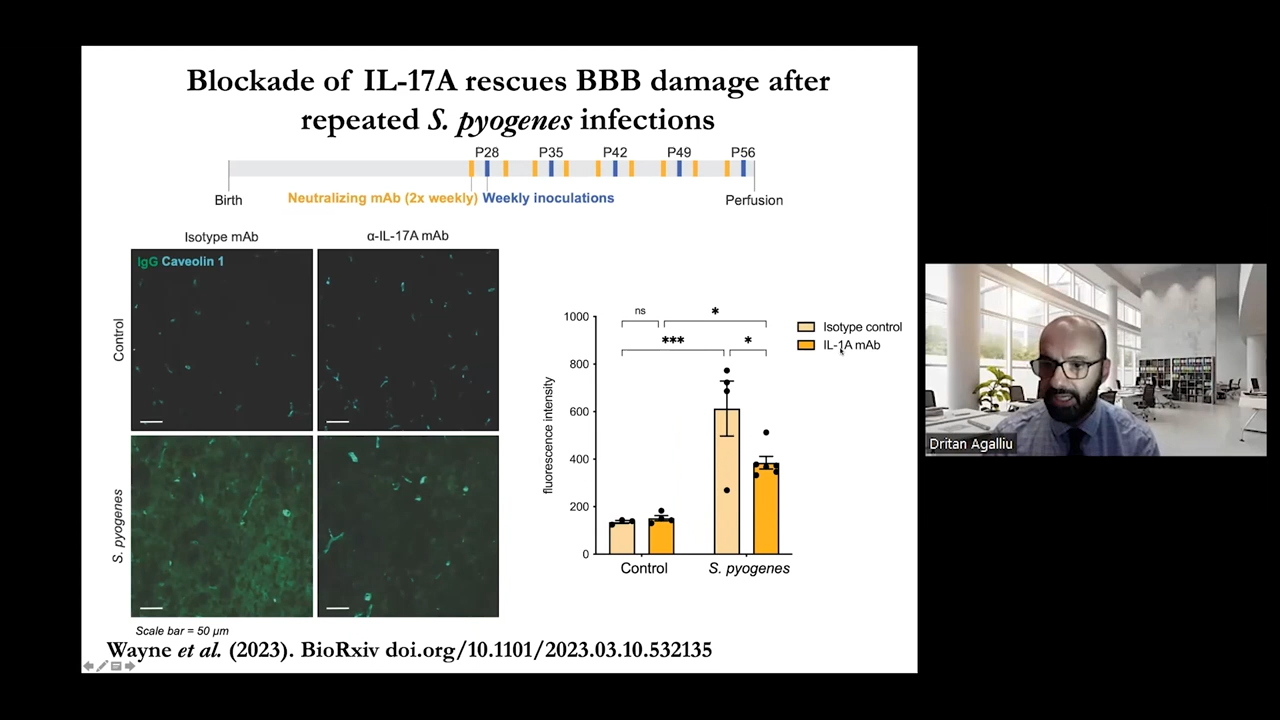 Blockade of IL-17A rescues BBB damage after
repeated S. pyogenes infections
P28 P35 P42 P49 P56
Neutralizing mAb (2x weekly) Weekly inoculations
Birth
Perfusion
Isotype mAb
α-IL-17A mAb
IgG Caveolin 1
Control
S. pyogenes
Scale bar = 50 µm
fluorescence intensity
1000
800
600
400
200
0
ns
*
***
*
Control
S. pyogenes
Isotype control
IL-1A mAb
Wayne et al. (2023). BioRxiv doi.org/10.1101/2023.03.10.532135
Dritan Agalliu